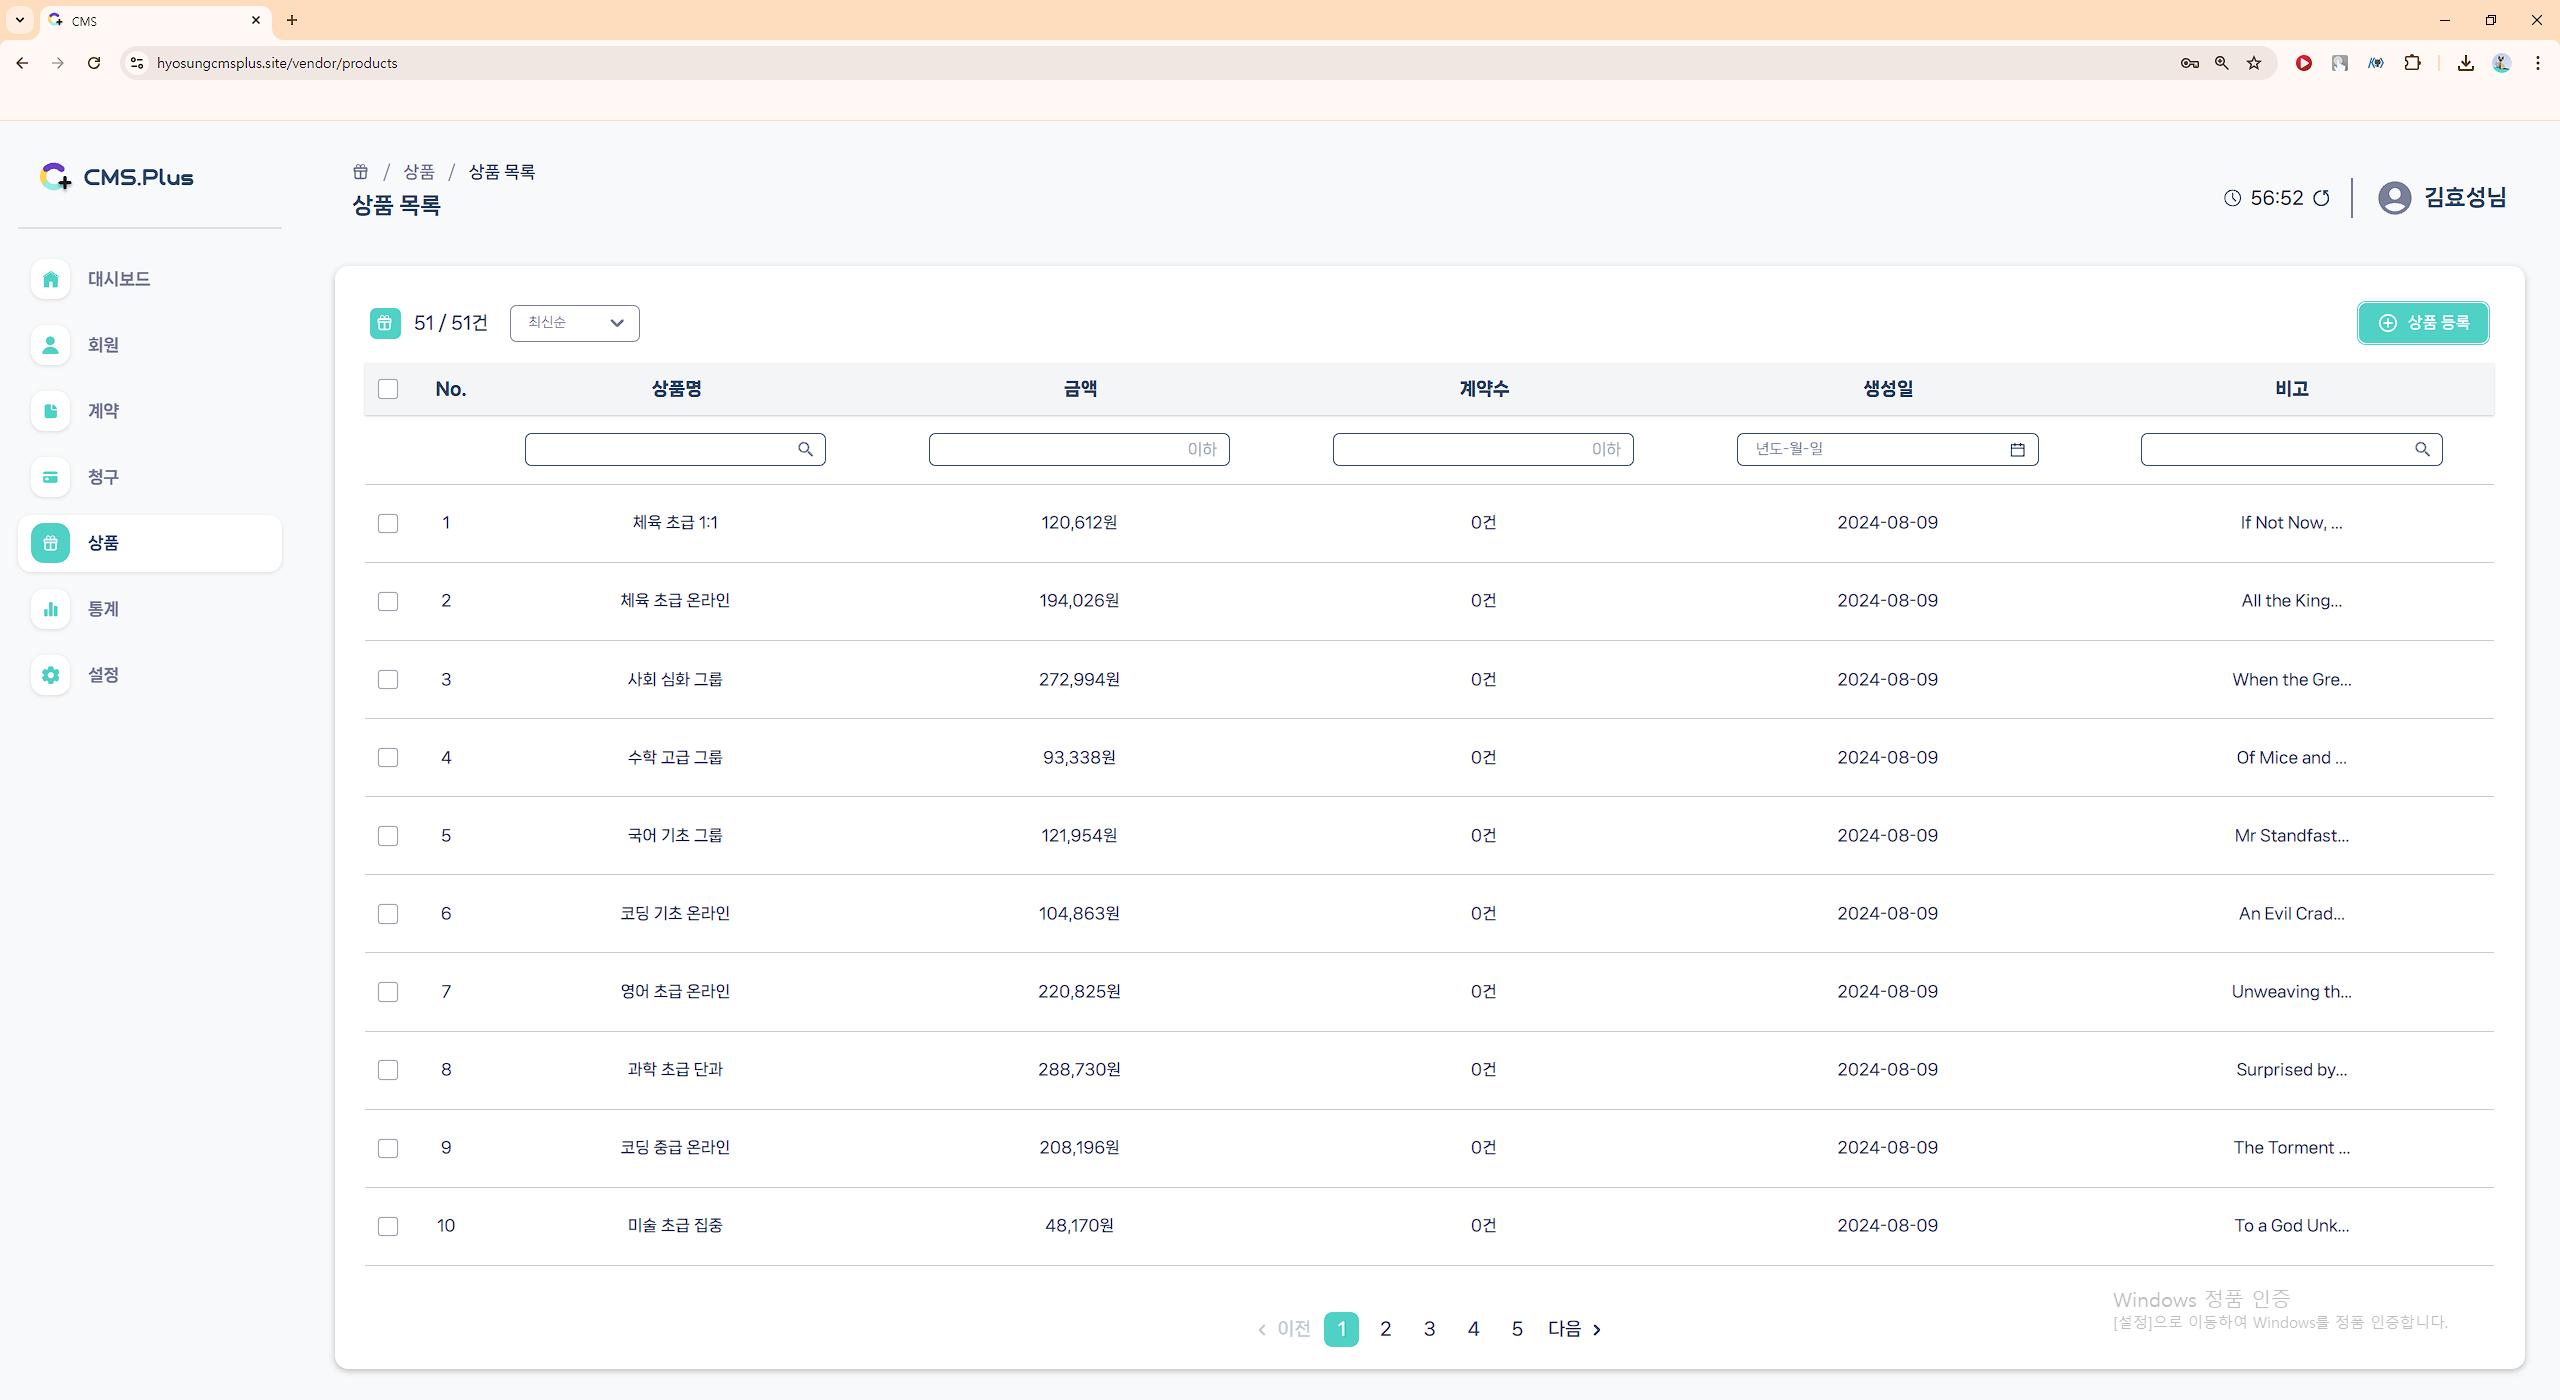 CMS
hyosungcmsplus.site/vendor/products
CMS.Plus
/ 상품 / 상품 목록
상품 목록
56:52
김효성님
대시보드
회원
계약
청구
상품
통계
설정
51 / 51건
최신순
상품 등록
No. 상품명 금액 계약수 생성일 비고
이하 이하 년도-월-일
1 체육 초급 1:1 120,612원 0건 2024-08-09 If Not Now, ...
2 체육 초급 온라인 194,026원 0건 2024-08-09 All the King...
3 사회 심화 그룹 272,994원 0건 2024-08-09 When the Gre...
4 수학 고급 그룹 93,338원 0건 2024-08-09 Of Mice and ...
5 국어 기초 그룹 121,954원 0건 2024-08-09 Mr Standfast...
6 코딩 기초 온라인 104,863원 0건 2024-08-09 An Evil Crad...
7 영어 초급 온라인 220,825원 0건 2024-08-09 Unweaving th...
8 과학 초급 단과 288,730원 0건 2024-08-09 Surprised by...
9 코딩 중급 온라인 208,196원 0건 2024-08-09 The Torment ...
10 미술 초급 집중 48,170원 0건 2024-08-09 To a God Unk...
이전 1 2 3 4 5 다음
Windows 정품 인증
[설정]으로 이동하여 Windows를 정품 인증합니다.